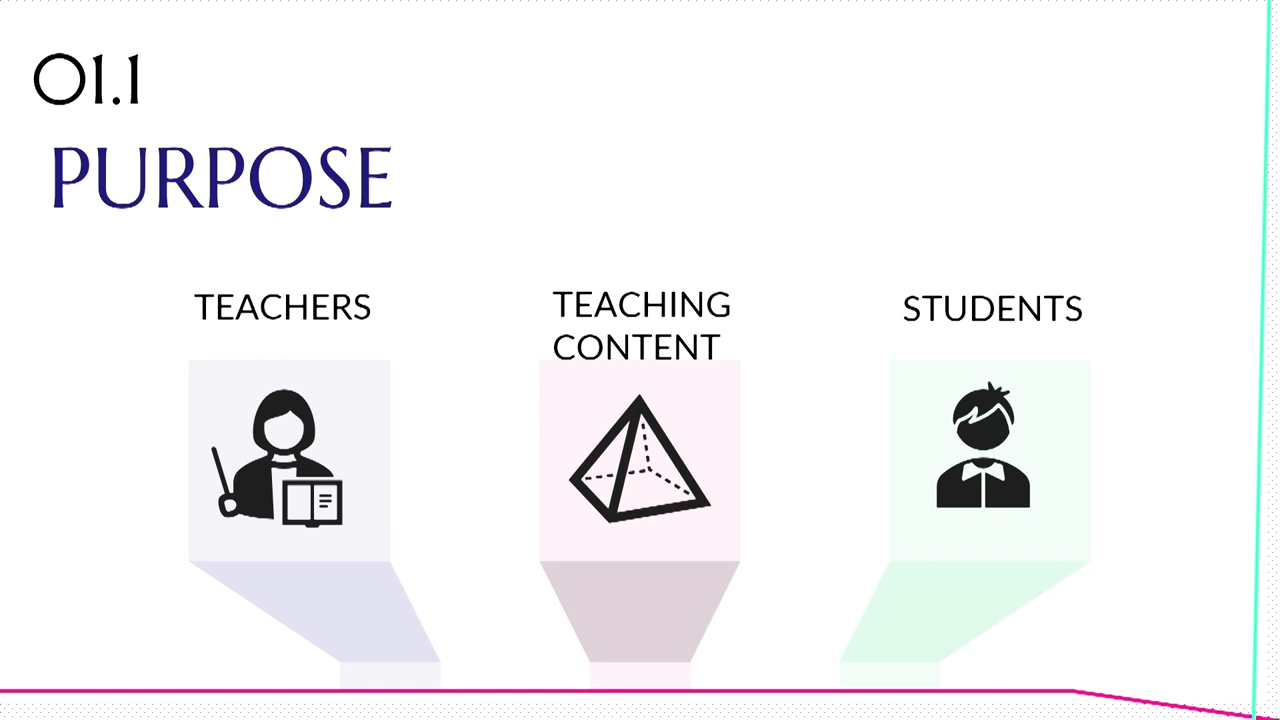 01.1
PURPOSE
TEACHERS
TEACHING
CONTENT
STUDENTS